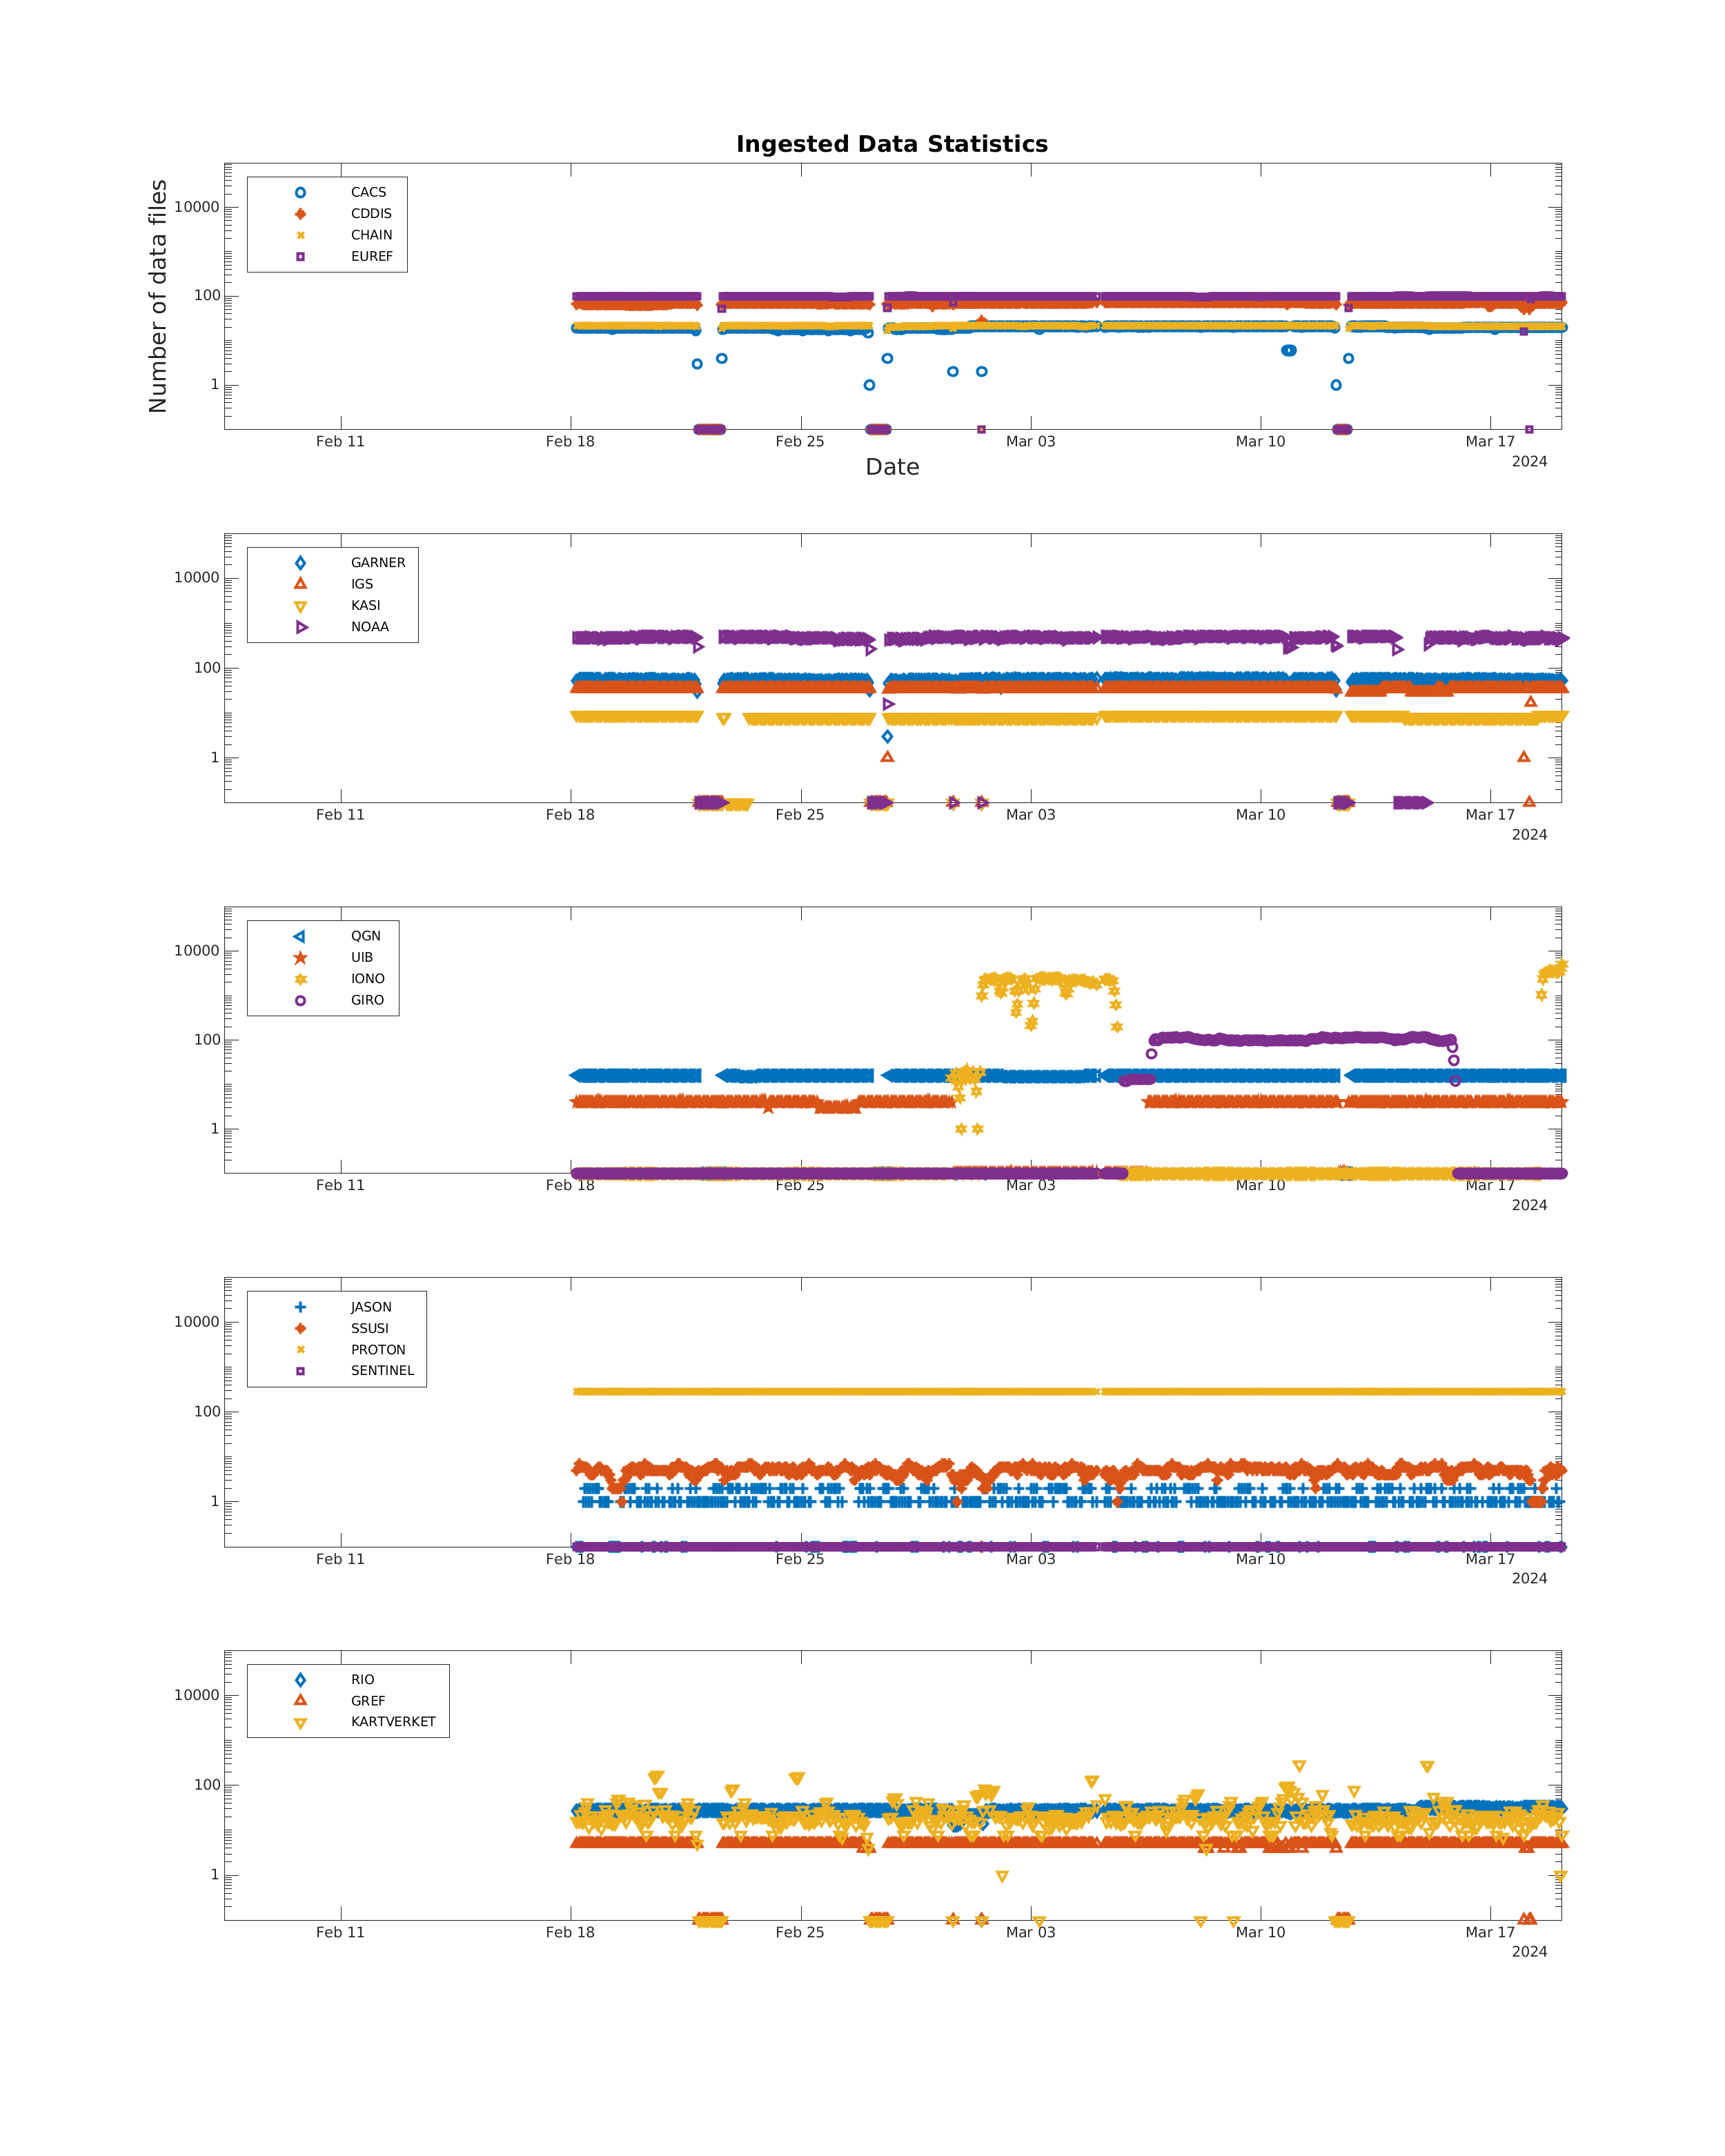 Ingested Data Statistics
Number of data files
CACS
CDDIS
CHAIN
EUREF
10000
100
1
Feb 11 Feb 18 Feb 25 Mar 03 Mar 10 Mar 17
2024
Date
GARNER
IGS
KASI
NOAA
10000
100
1
Feb 11 Feb 18 Feb 25 Mar 03 Mar 10 Mar 17
2024
QGN
UIB
IONO
GIRO
10000
100
1
Feb 11 Feb 18 Feb 25 Mar 03 Mar 10 Mar 17
2024
JASON
SSUSI
PROTON
SENTINEL
10000
100
1
Feb 11 Feb 18 Feb 25 Mar 03 Mar 10 Mar 17
2024
RIO
GREF
KARTVERKET
10000
100
1
Feb 11 Feb 18 Feb 25 Mar 03 Mar 10 Mar 17
2024